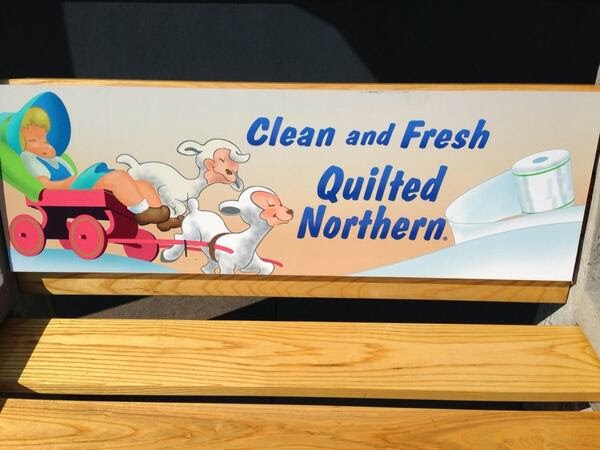 Clean and Fresh
Quilted
Northern®